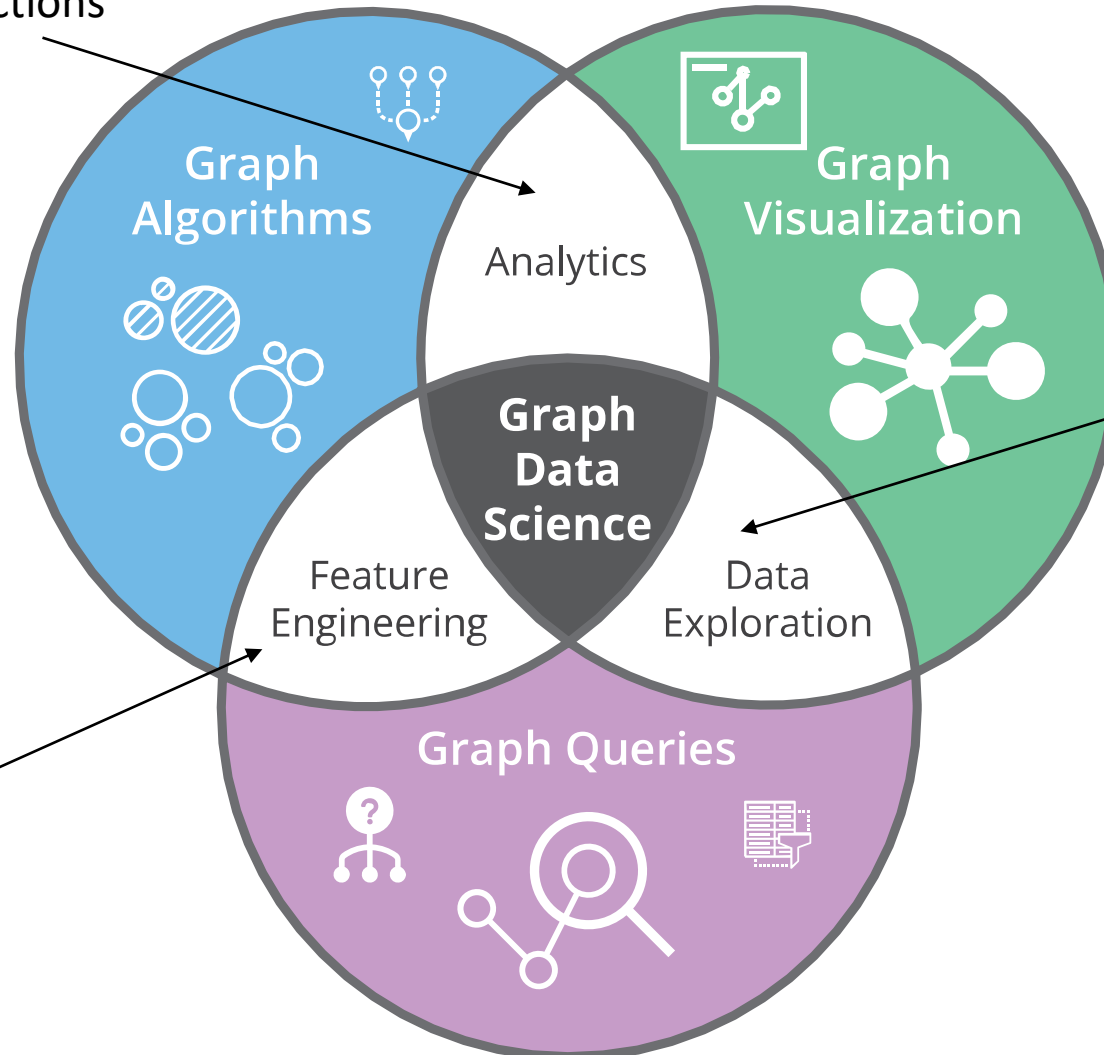 Graph
Algorithms
Graph
Visualization
Analytics
Graph
Data
Science
Feature
Engineering
Data
Exploration
Graph Queries
?